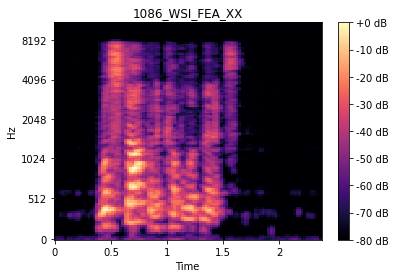 1086_WSI_FEA_XX
+0 dB
8192
-10 dB
4096
-20 dB
-30 dB
2048
Hz
-40 dB
1024
-50 dB
512
-60 dB
-70 dB
0
-80 dB
0 0.5 1 1.5 2
Time